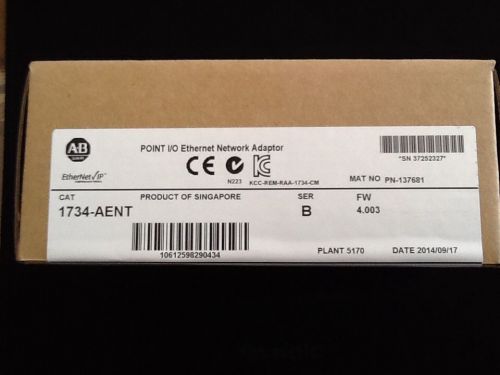 A-B
QUALITY
EtherNet/IP
POINT I/O Ethernet Network Adaptor
CE
N223 KCC-REM-RAA-1734-CM
*SN 37252327*
MAT NO PN-137681
CAT PRODUCT OF SINGAPORE SER FW
1734-AENT B 4.003
10612598290434
PLANT 5170 DATE 2014/09/17